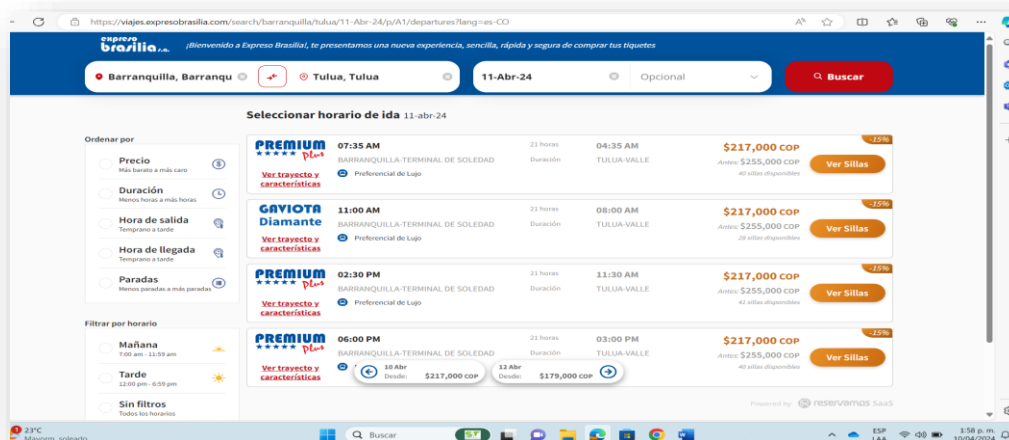 https://viajes.expresobrasilia.com/search/barranquilla/tulua/11-Abr-24/p/A1/departures?lang=es-CO
expreso
brasilia S.A.
¡Bienvenido a Expreso Brasilia!, te presentamos una nueva experiencia, sencilla, rápida y segura de comprar tus tiquetes
Barranquilla, Barranqu
Tulua, Tulua
11-Abr-24
Opcional
Buscar
Seleccionar horario de ida 11-abr-24
Ordenar por
Precio
Más barato a más caro
Duración
Menos horas a más horas
Hora de salida
Temprano a tarde
Hora de llegada
Temprano a tarde
Paradas
Menos paradas a más paradas
Filtrar por horario
Mañana
7:00 am - 11:59 am
Tarde
12:00 pm - 6:59 pm
Sin filtros
Todos los horarios
PREMIUM Plus
Ver trayecto y
características
07:35 AM
BARRANQUILLA-TERMINAL DE SOLEDAD
Preferencial de Lujo
21 horas
Duración
04:35 AM
TULUA-VALLE
-15%
$217,000 COP
Antes: $255,000 COP
40 sillas disponibles
Ver Sillas
GAVIOTA
Diamante
Ver trayecto y
características
11:00 AM
BARRANQUILLA-TERMINAL DE SOLEDAD
Preferencial de Lujo
21 horas
Duración
08:00 AM
TULUA-VALLE
-15%
$217,000 COP
Antes: $255,000 COP
28 sillas disponibles
Ver Sillas
PREMIUM Plus
Ver trayecto y
características
02:30 PM
BARRANQUILLA-TERMINAL DE SOLEDAD
Preferencial de Lujo
21 horas
Duración
11:30 AM
TULUA-VALLE
-15%
$217,000 COP
Antes: $255,000 COP
41 sillas disponibles
Ver Sillas
PREMIUM Plus
Ver trayecto y
características
06:00 PM
BARRANQUILLA-TERMINAL DE SOLEDAD
21 horas
Duración
03:00 PM
TULUA-VALLE
-15%
$217,000 COP
Antes: $255,000 COP
40 sillas disponibles
Ver Sillas
10 Abr
Desde: $217,000 COP
12 Abr
Desde: $179,000 COP
Powered by reservamos SaaS
1
23°C
Mayorm. soleado
Buscar
ESP
LAA
1:58 p. m.
10/04/2024